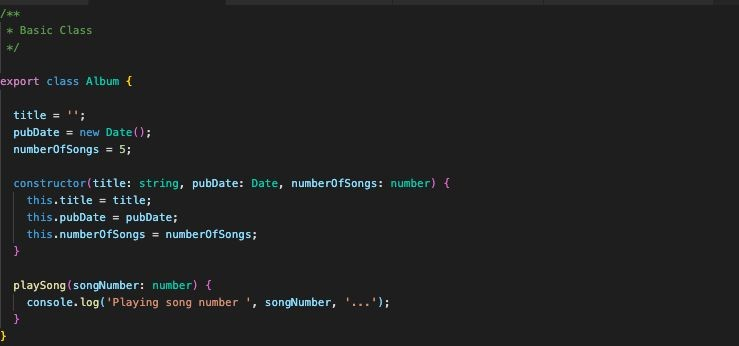 /**
 * Basic Class
 */
export class Album {
  title = '';
  pubDate = new Date();
  numberOfSongs = 5;
  constructor(title: string, pubDate: Date, numberOfSongs: number) {
    this.title = title;
    this.pubDate = pubDate;
    this.numberOfSongs = numberOfSongs;
  }
  playSong(songNumber: number) {
    console.log('Playing song number ', songNumber, '...');
  }
}